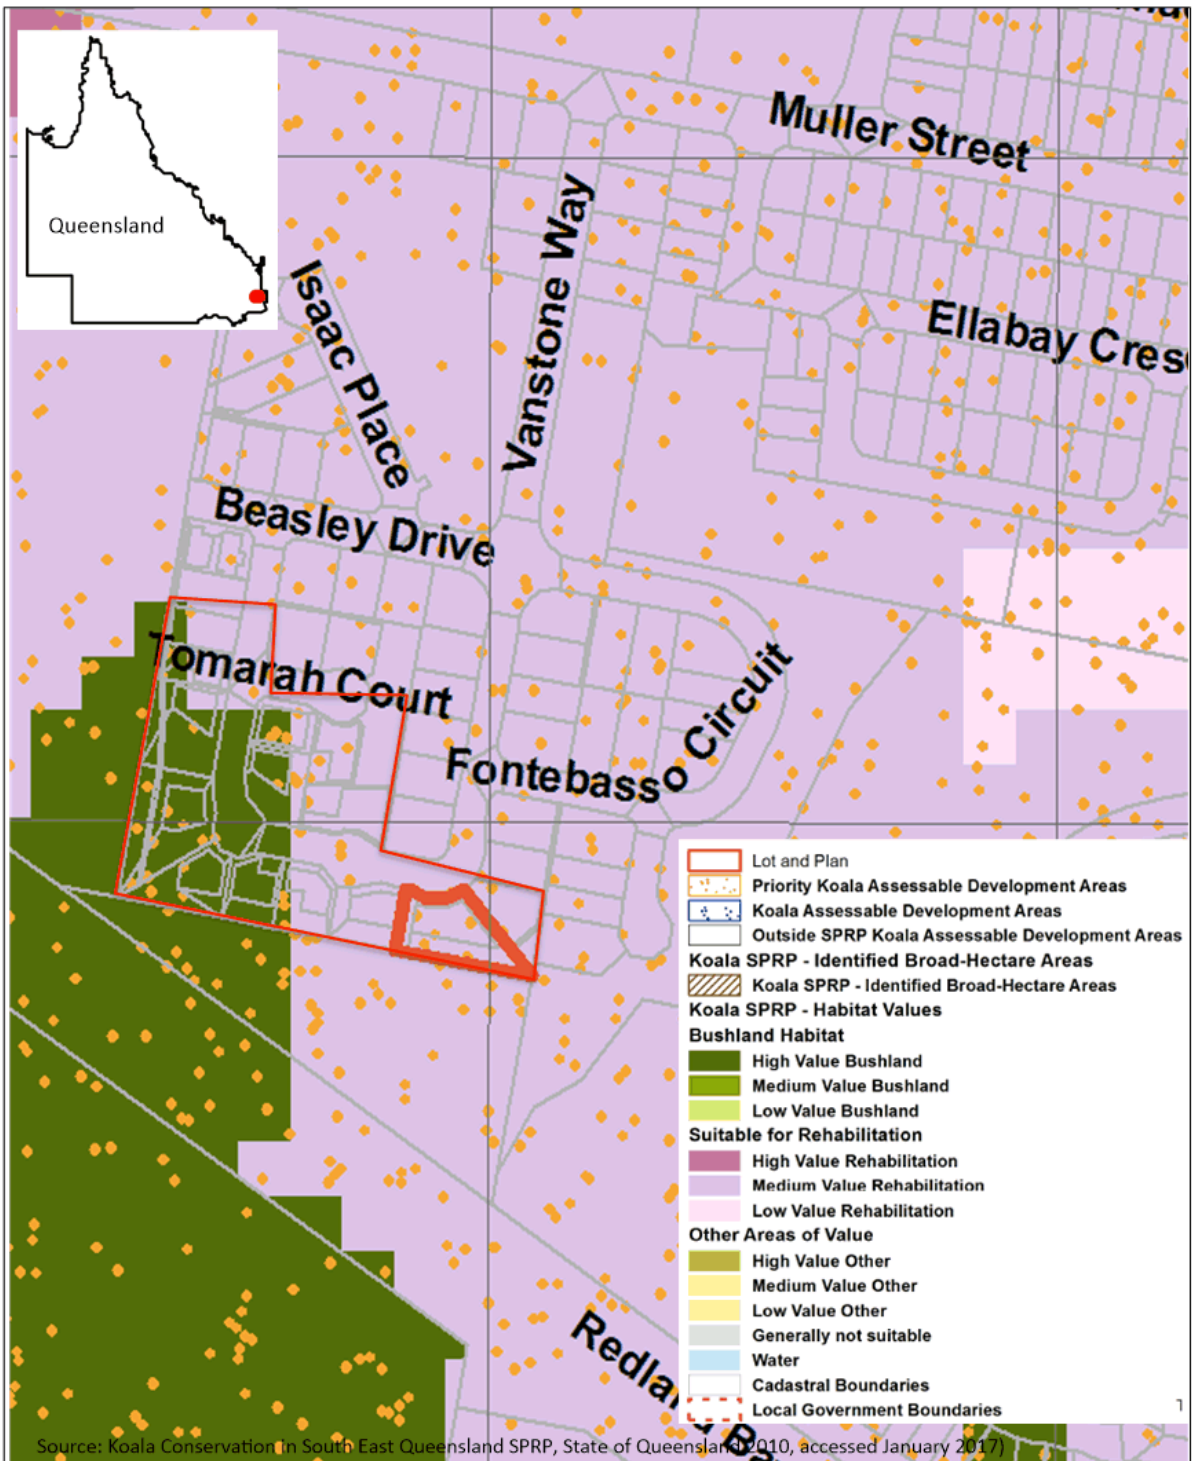 Muller Street
Queensland
Vanstone Way
Isaac Place
Ellabay
Beasley Drive
Tomarah Court
Fontebasso Circuit
Lot and Plan
Priority Koala Assessable Development Areas
Koala Assessable Development Areas
Outside SPRP Koala Assessable Development Areas
Koala SPRP - Identified Broad-Hectare Areas
Koala SPRP - Identified Broad-Hectare Areas
Koala SPRP - Habitat Values
Bushland Habitat
High Value Bushland
Medium Value Bushland
Low Value Bushland
Suitable for Rehabilitation
High Value Rehabilitation
Medium Value Rehabilitation
Low Value Rehabilitation
Other Areas of Value
High Value Other
Medium Value Other
Low Value Other
Generally not suitable
Water
Cadastral Boundaries
Local Government Boundaries
Source: Koala Conservation in South East Queensland SPRP, State of Queensland 2010, accessed January 2017)